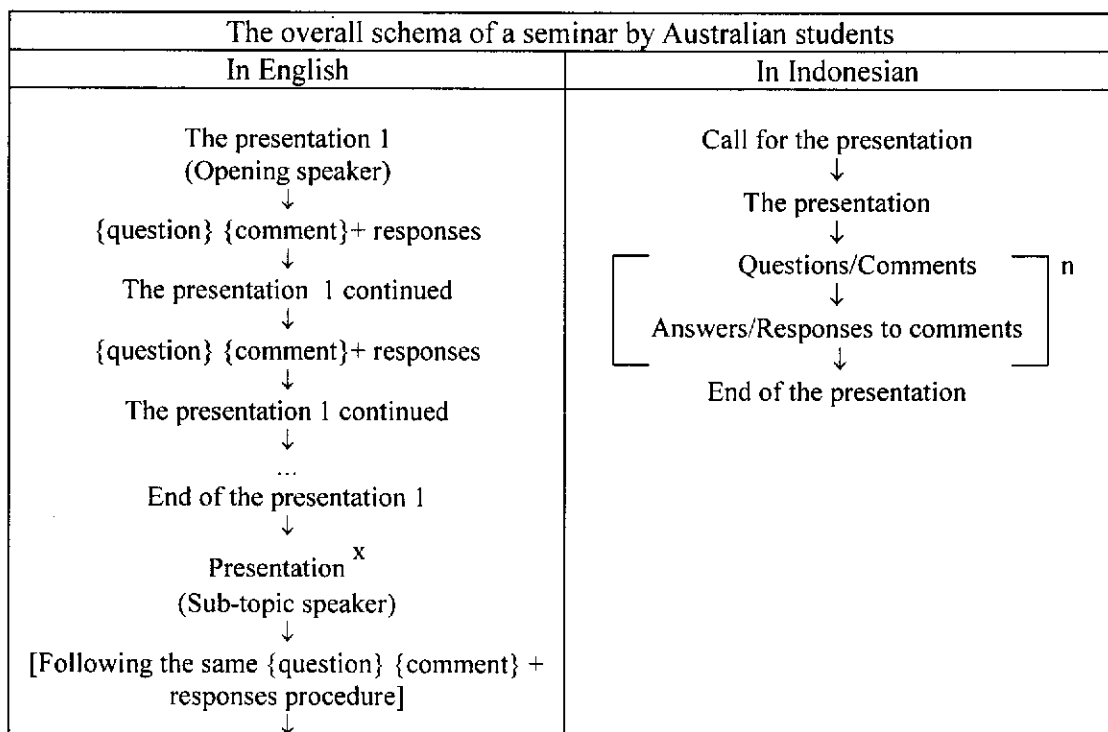 The overall schema of a seminar by Australian students
In English
In Indonesian
The presentation 1
(Opening speaker)
↓
{question} {comment}+ responses
↓
The presentation 1 continued
↓
{question} {comment}+ responses
↓
The presentation 1 continued
↓
...
End of the presentation 1
↓
Presentation x
(Sub-topic speaker)
↓
[Following the same {question} {comment} +
responses procedure]
↓
Call for the presentation
↓
The presentation
↓
Questions/Comments
n
↓
Answers/Responses to comments
↓
End of the presentation